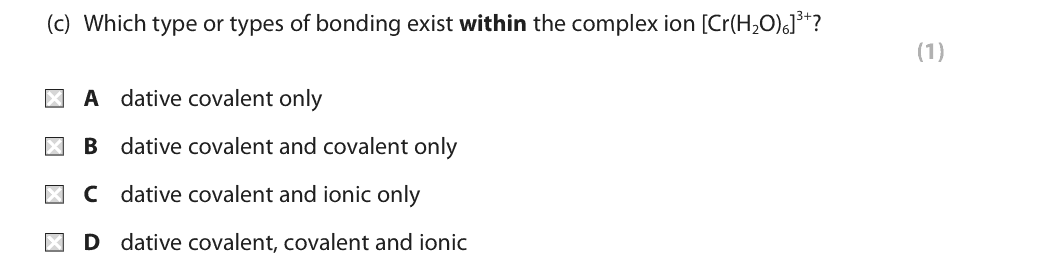 (c) Which type or types of bonding exist within the complex ion [Cr(H₂O)₆]³⁺?
(1)
A dative covalent only
B dative covalent and covalent only
C dative covalent and ionic only
D dative covalent, covalent and ionic